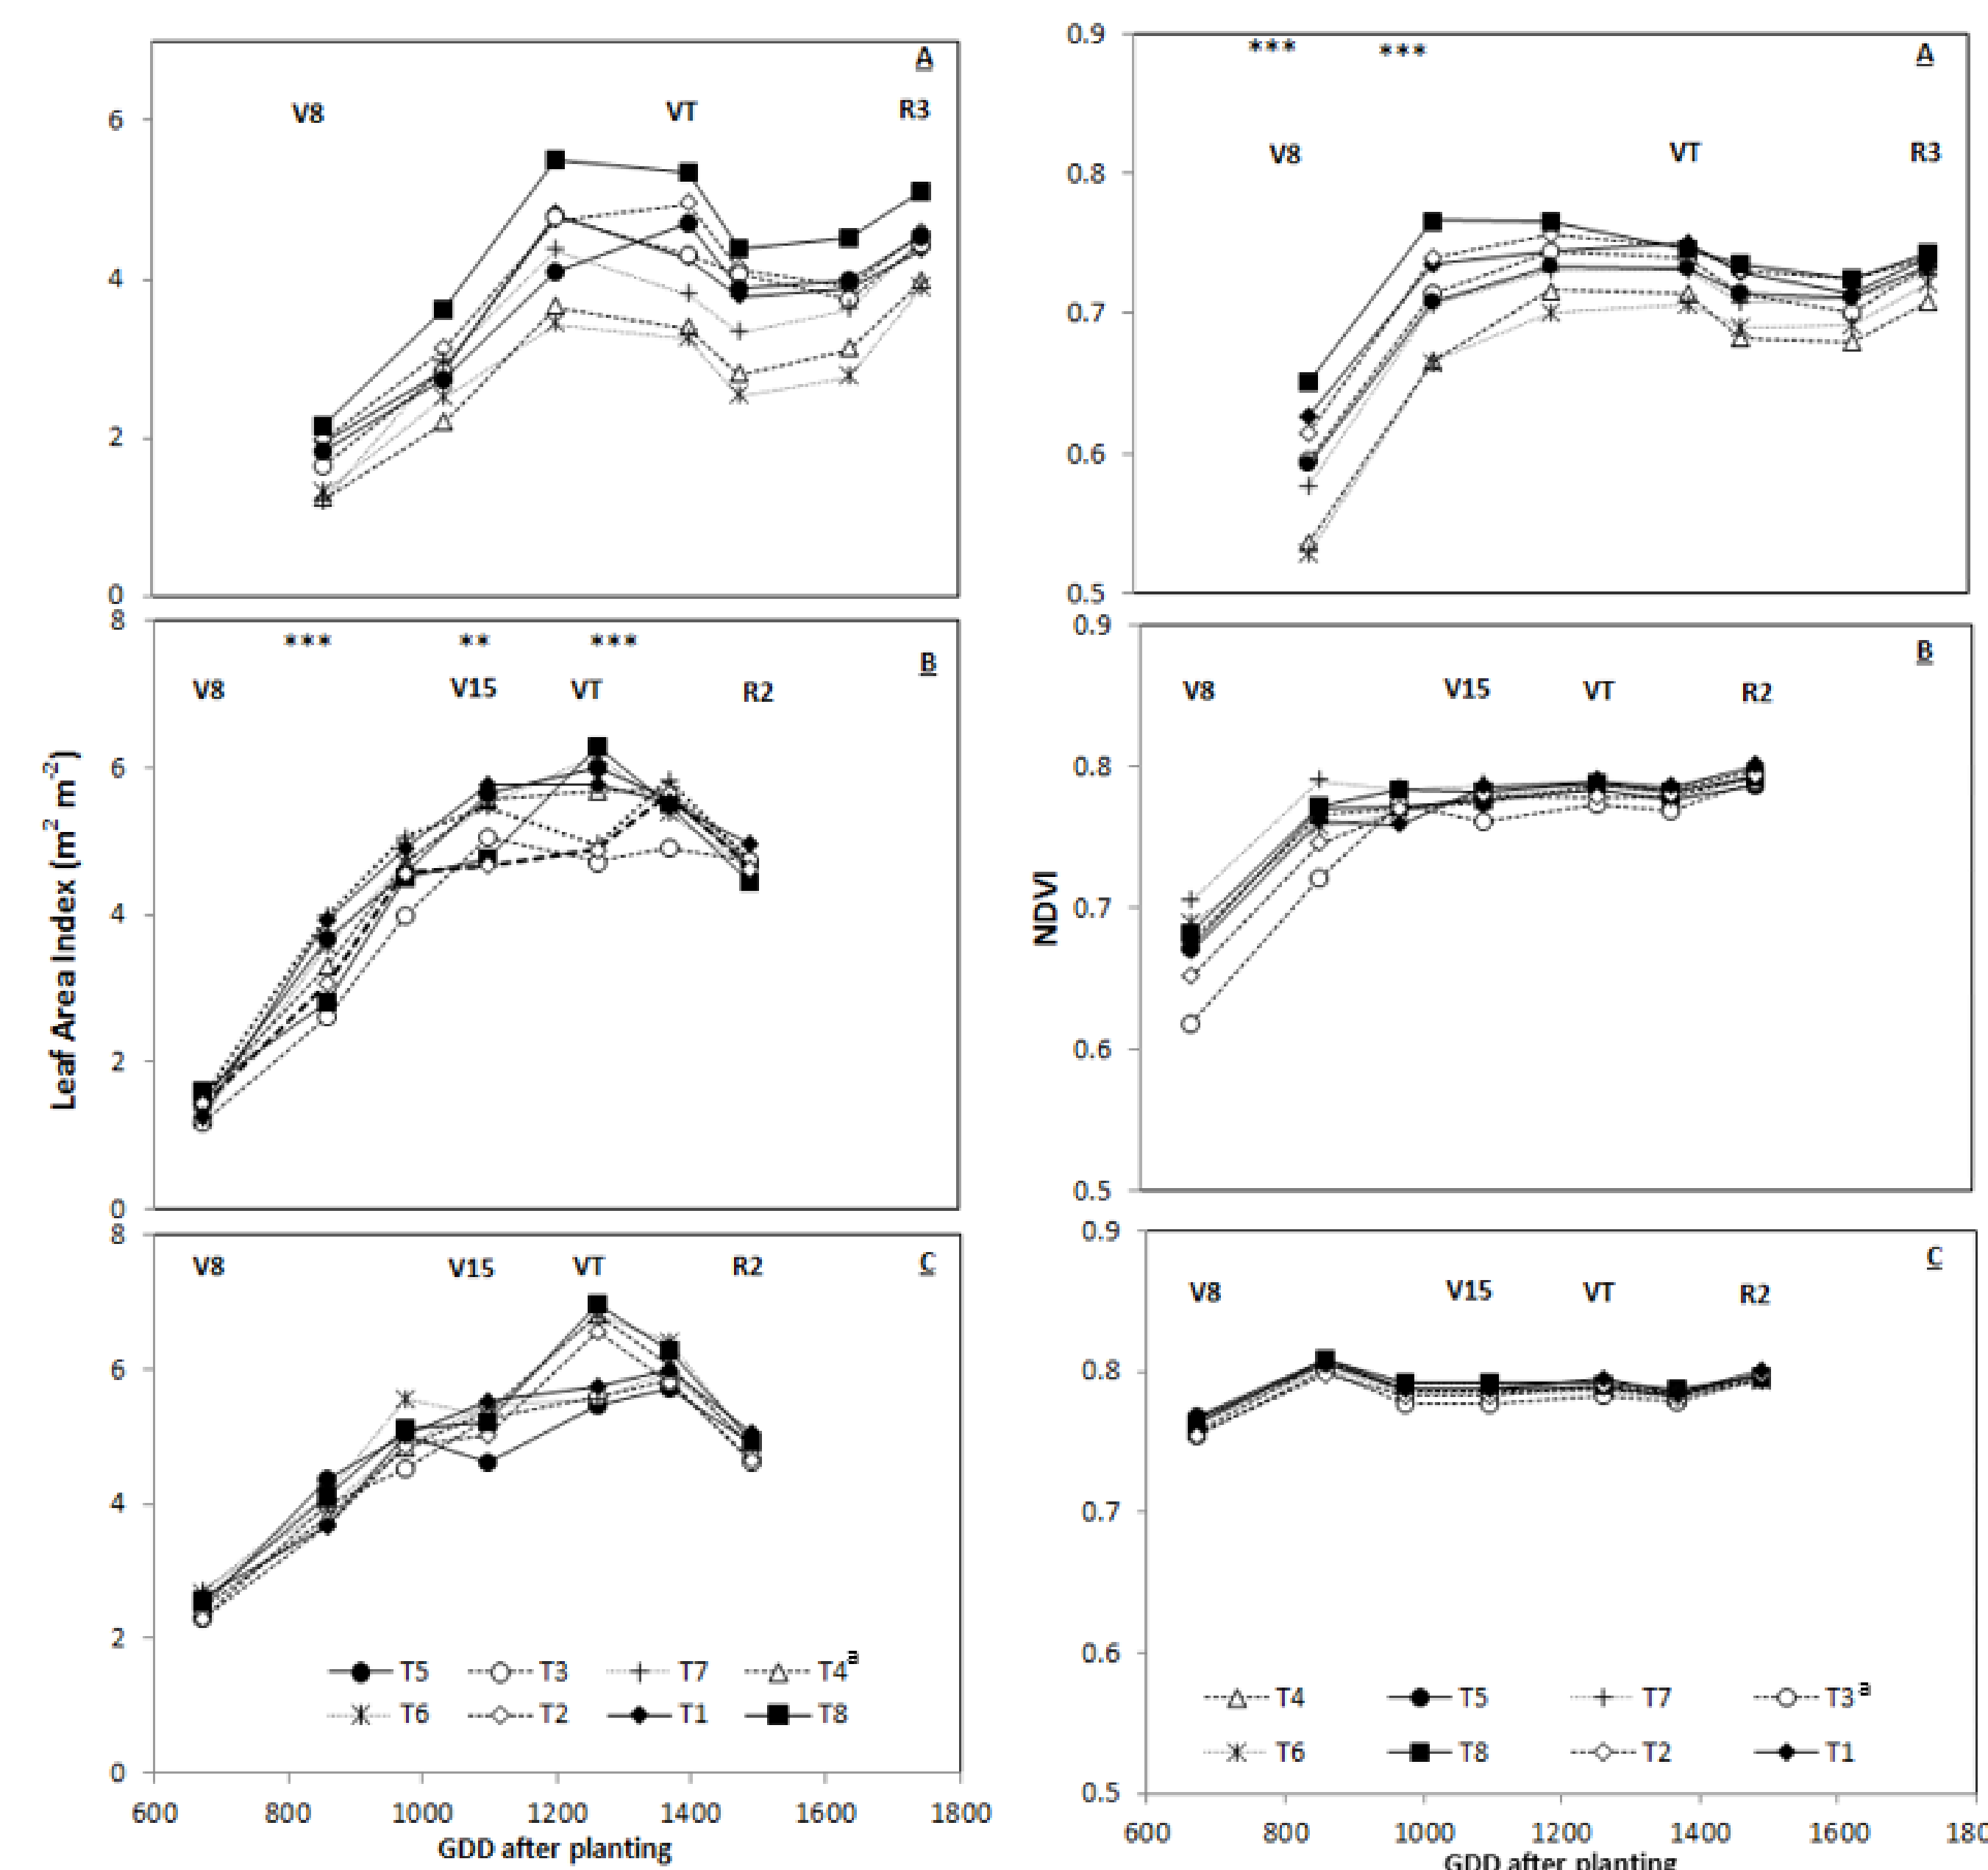 A
V8 VT R3
6
4
2
0
8
*** ** ***
B
V8 V15 VT R2
6
4
2
0
Leaf Area Index (m² m⁻²)
8
V8 V15 VT R2 C
6
4
2
T5 T3 T7 T4ᵃ
T6 T2 T1 T8
0
600 800 1000 1200 1400 1600 1800
GDD after planting
0.9
*** *** A
V8 VT R3
0.8
0.7
0.6
0.5
0.9
B
V8 V15 VT R2
0.8
0.7
0.6
0.5
NDVI
0.9
C
V8 V15 VT R2
0.8
0.7
0.6
T4 T5 T7 T3ᵃ
T6 T8 T2 T1
0.5
600 800 1000 1200 1400 1600 180
GDD after planting